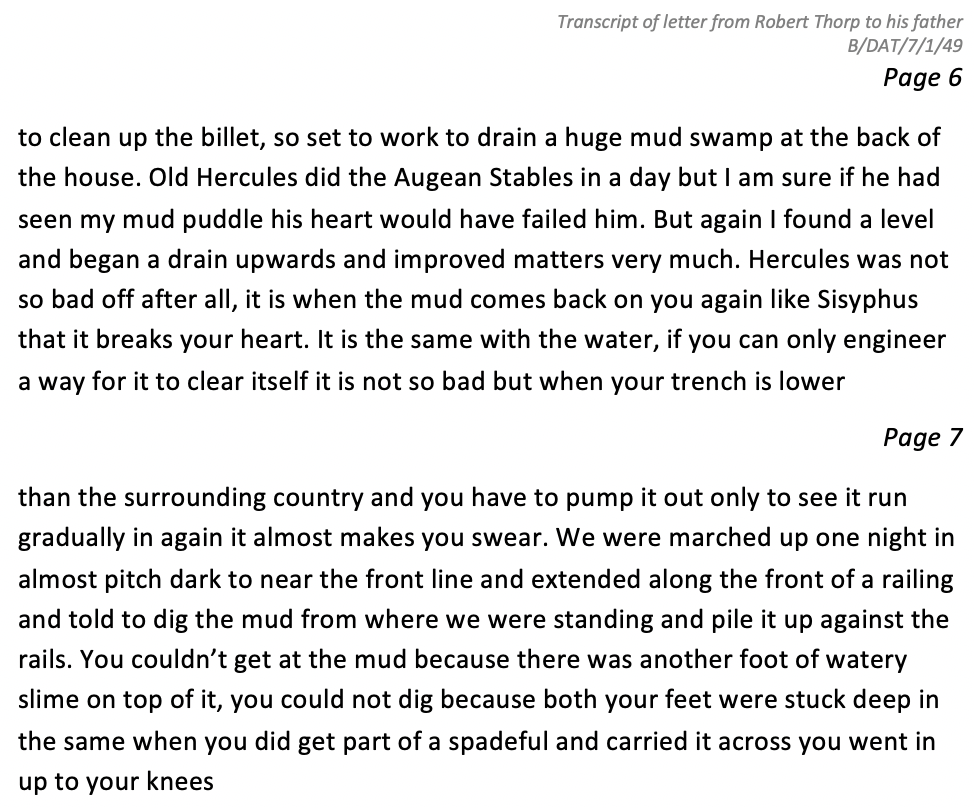 Transcript of letter from Robert Thorp to his father
B/DAT/7/1/49
Page 6
to clean up the billet, so set to work to drain a huge mud swamp at the back of
the house. Old Hercules did the Augean Stables in a day but I am sure if he had
seen my mud puddle his heart would have failed him. But again I found a level
and began a drain upwards and improved matters very much. Hercules was not
so bad off after all, it is when the mud comes back on you again like Sisyphus
that it breaks your heart. It is the same with the water, if you can only engineer
a way for it to clear itself it is not so bad but when your trench is lower
Page 7
than the surrounding country and you have to pump it out only to see it run
gradually in again it almost makes you swear. We were marched up one night in
almost pitch dark to near the front line and extended along the front of a railing
and told to dig the mud from where we were standing and pile it up against the
rails. You couldn’t get at the mud because there was another foot of watery
slime on top of it, you could not dig because both your feet were stuck deep in
the same when you did get part of a spadeful and carried it across you went in
up to your knees